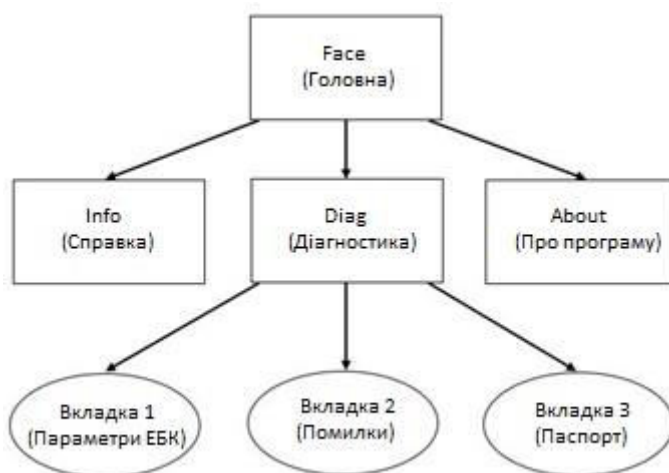 Face
(Головна)
Info
(Справка)
Diag
(Діагностика)
About
(Про програму)
Вкладка 1
(Параметри ЕБК)
Вкладка 2
(Помилки)
Вкладка 3
(Паспорт)